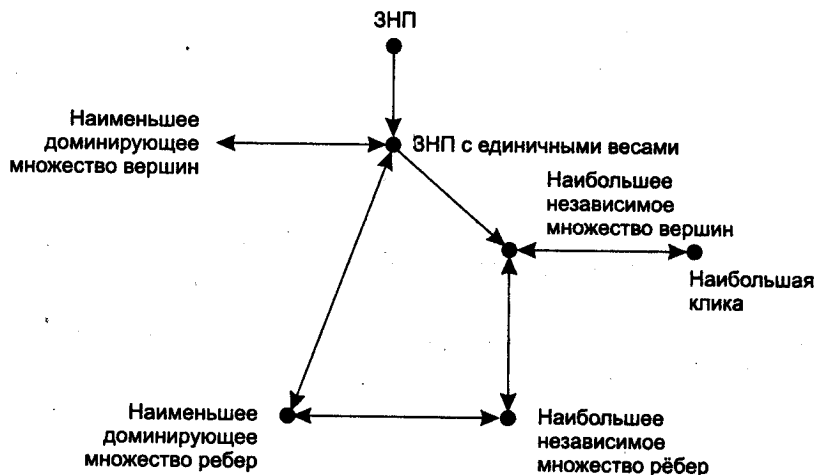 ЗНП
Наименьшее
доминирующее
множество вершин
ЗНП с единичными весами
Наибольшее
независимое
множество вершин
Наибольшая
клика
Наименьшее
доминирующее
множество ребер
Наибольшее
независимое
множество рёбер